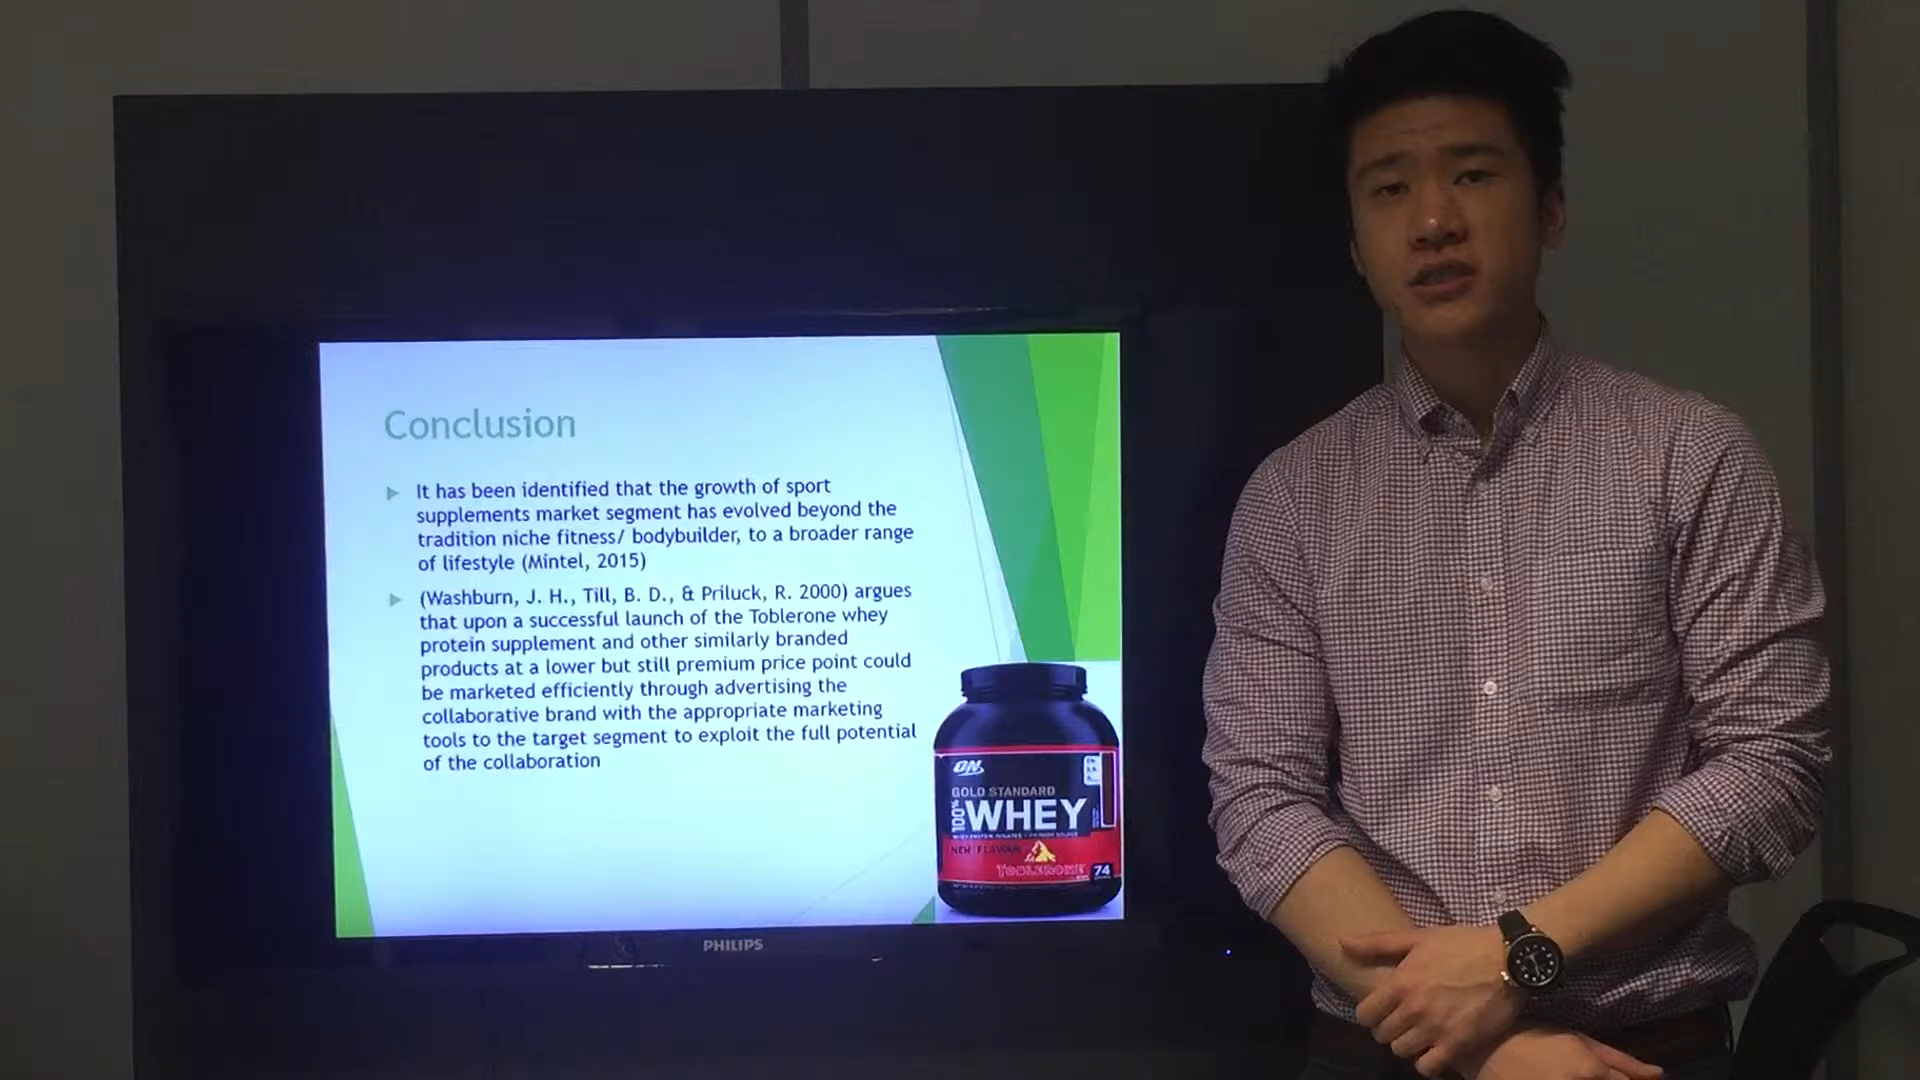 Conclusion
It has been identified that the growth of sport
supplements market segment has evolved beyond the
tradition niche fitness/ bodybuilder, to a broader range
of lifestyle (Mintel, 2015)
(Washburn, J. H., Till, B. D., & Priluck, R. 2000) argues
that upon a successful launch of the Toblerone whey
protein supplement and other similarly branded
products at a lower but still premium price point could
be marketed efficiently through advertising the
collaborative brand with the appropriate marketing
tools to the target segment to exploit the full potential
of the collaboration
ON
GOLD STANDARD
100% WHEY
NEW FLAVOUR
TOBLERONE
74
PHILIPS